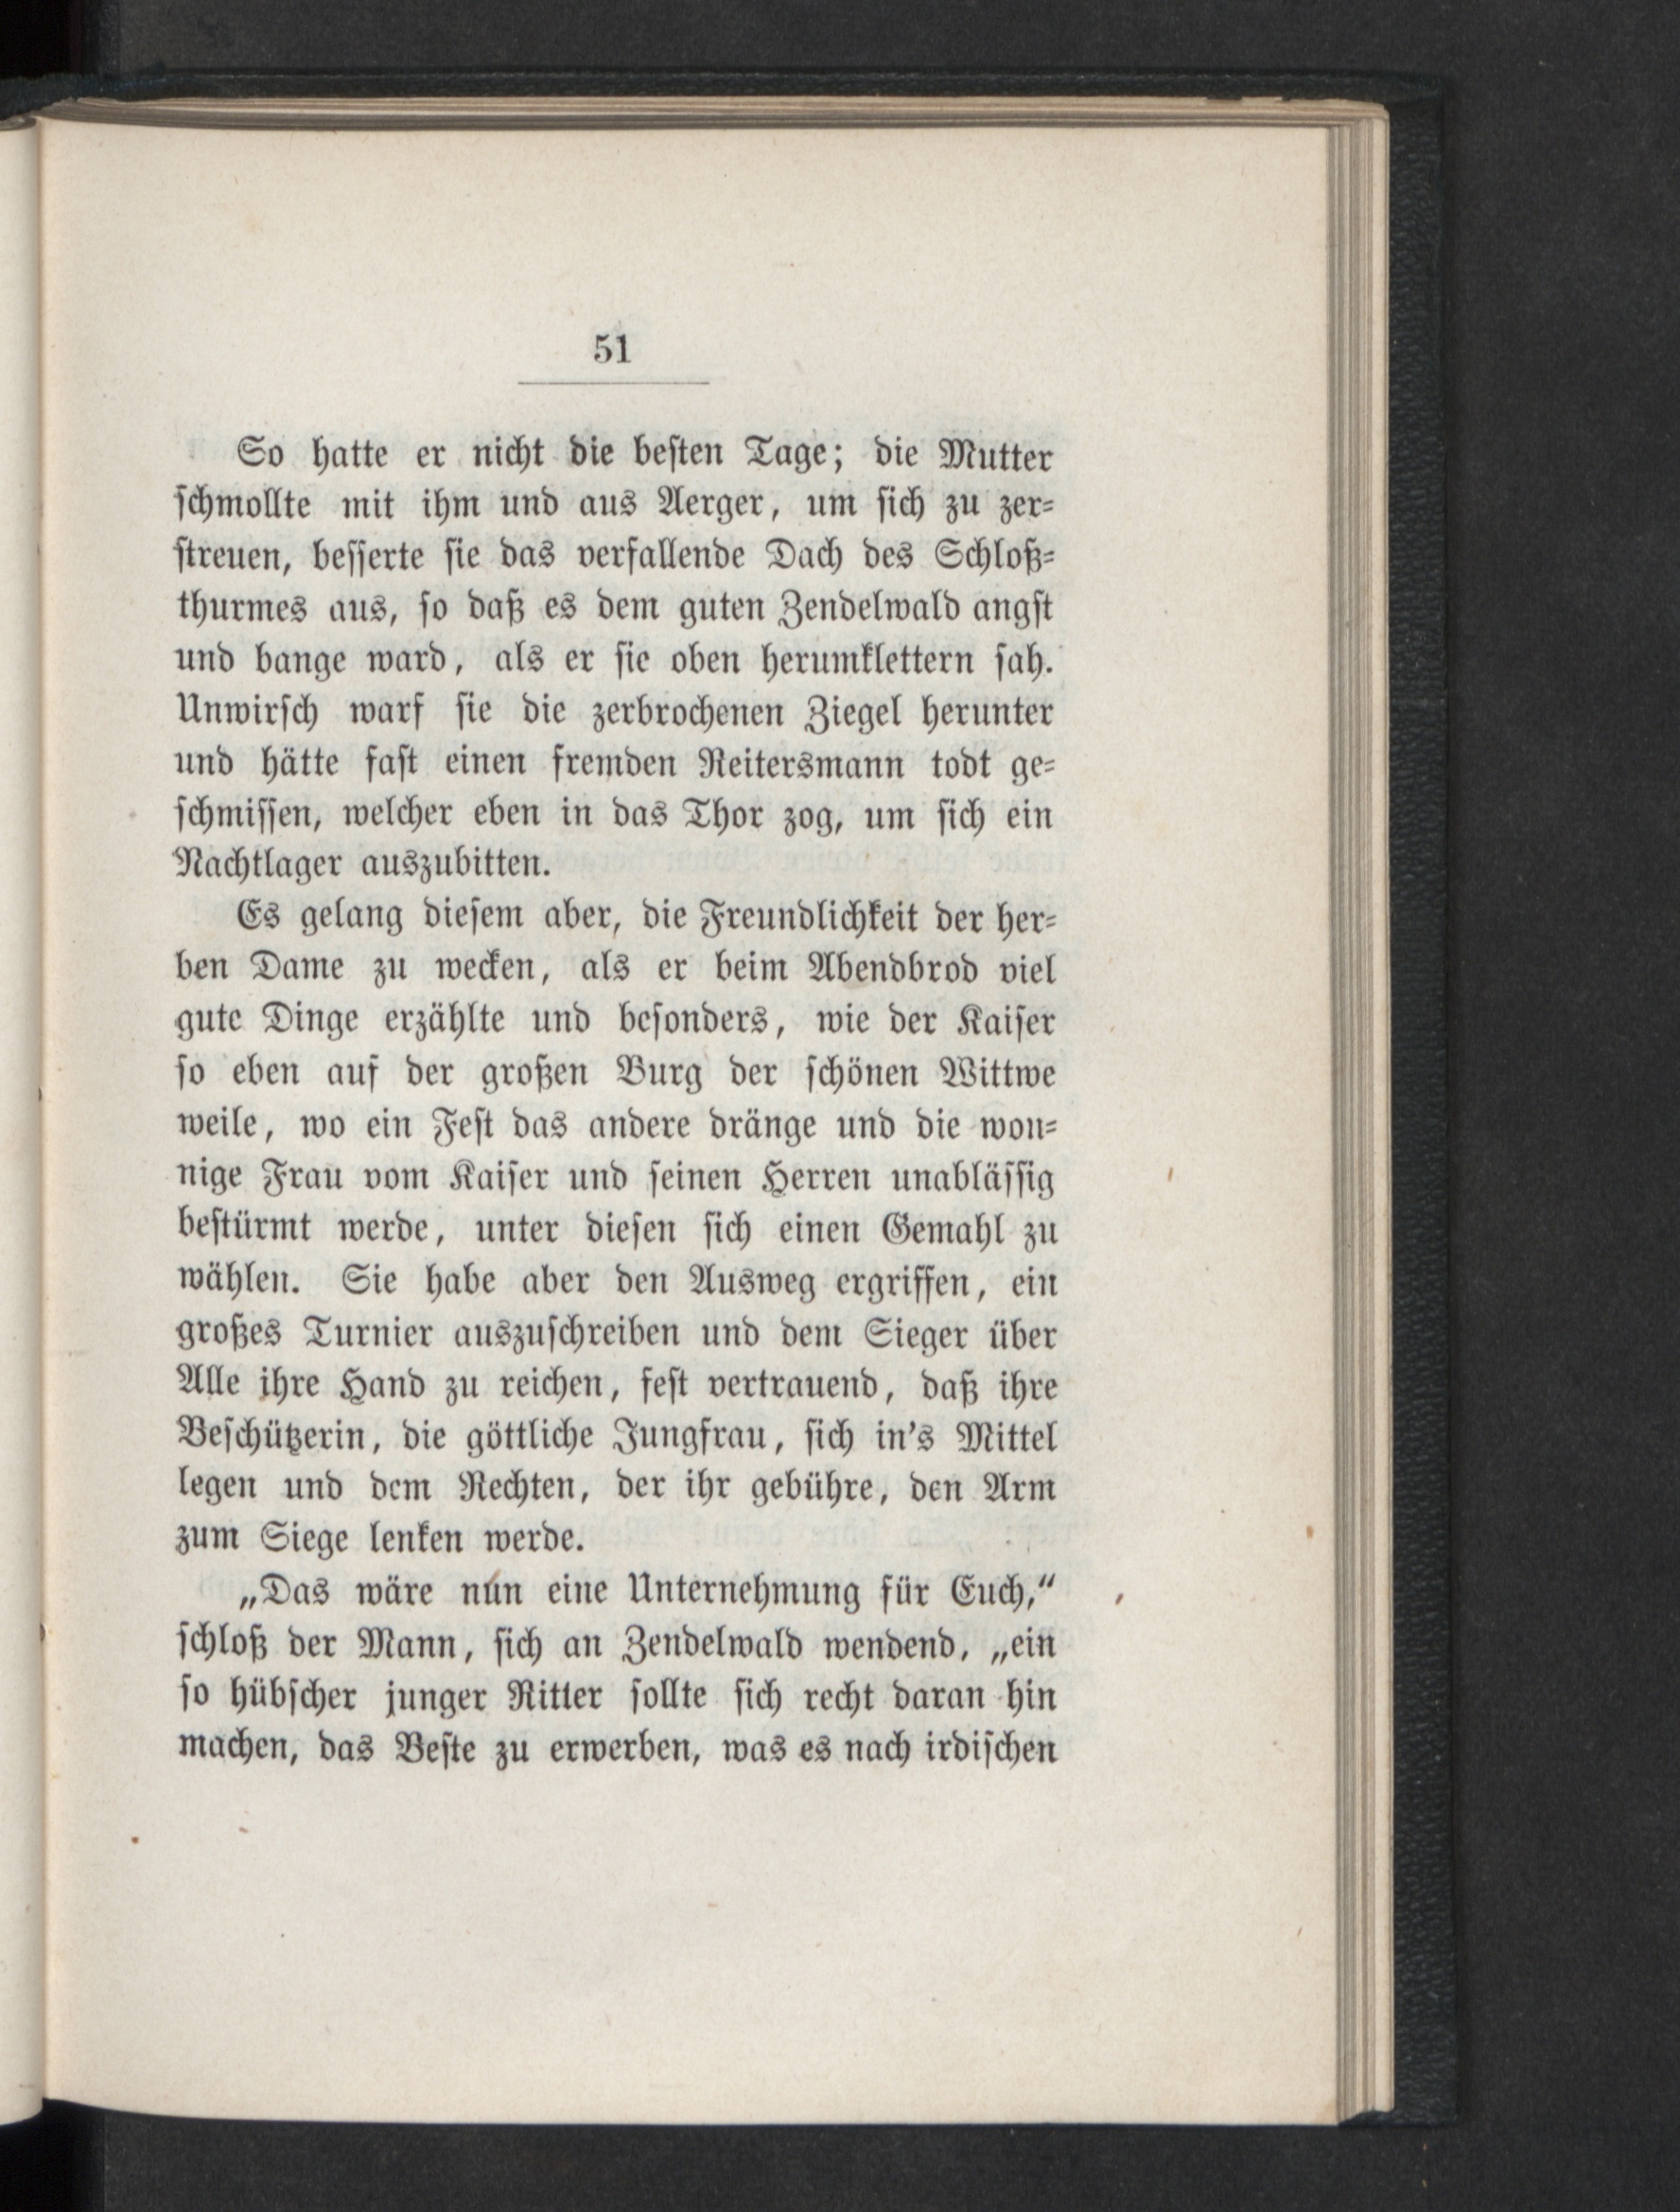 51
So hatte er nicht die besten Tage; die Mutter
schmollte mit ihm und aus Aerger, um sich zu zer-
streuen, besserte sie das verfallende Dach des Schloß-
thurmes aus, so daß es dem guten Zendelwald angst
und bange ward, als er sie oben herumklettern sah.
Unwirsch warf sie die zerbrochenen Ziegel herunter
und hätte fast einen fremden Reitersmann todt ge-
schmissen, welcher eben in das Thor zog, um sich ein
Nachtlager auszubitten.
Es gelang diesem aber, die Freundlichkeit der her-
ben Dame zu wecken, als er beim Abendbrod viel
gute Dinge erzählte und besonders, wie der Kaiser
so eben auf der großen Burg der schönen Wittwe
weile, wo ein Fest das andere dränge und die won-
nige Frau vom Kaiser und seinen Herren unablässig
bestürmt werde, unter diesen sich einen Gemahl zu
wählen. Sie habe aber den Ausweg ergriffen, ein
großes Turnier auszuschreiben und dem Sieger über
Alle ihre Hand zu reichen, fest vertrauend, daß ihre
Beschützerin, die göttliche Jungfrau, sich in's Mittel
legen und dem Rechten, der ihr gebühre, den Arm
zum Siege lenken werde.
„Das wäre nun eine Unternehmung für Euch,“
schloß der Mann, sich an Zendelwald wendend, „ein
so hübscher junger Ritter sollte sich recht daran hin
machen, das Beste zu erwerben, was es nach irdischen